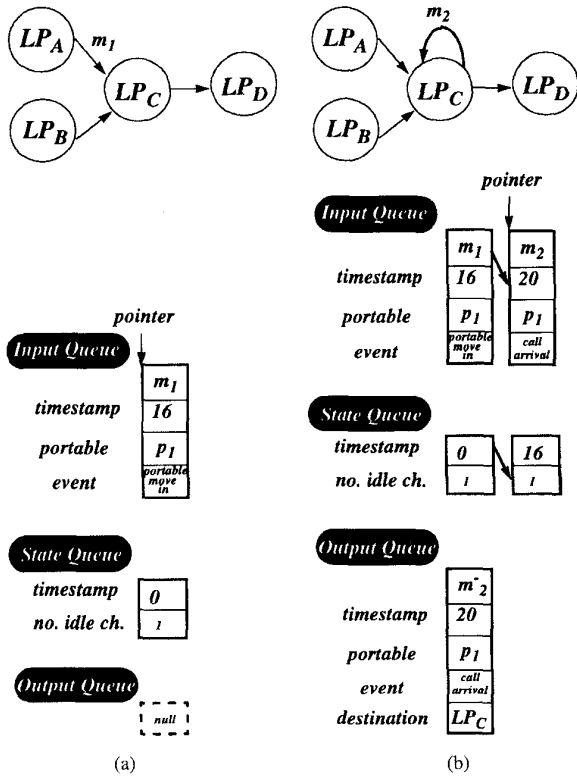 LP_A
m_1
LP_C
LP_D
LP_B
pointer
Input Queue
m_1
timestamp 16
portable p_1
event portable move in
State Queue
timestamp 0
no. idle ch. 1
Output Queue
null
(a)
m_2
LP_A
LP_C
LP_D
LP_B
pointer
Input Queue
m_1 m_2
timestamp 16 20
portable p_1 p_1
event portable move in call arrival
State Queue
timestamp 0 16
no. idle ch. 1 1
Output Queue
m^-_2
timestamp 20
portable p_1
event call arrival
destination LP_C
(b)